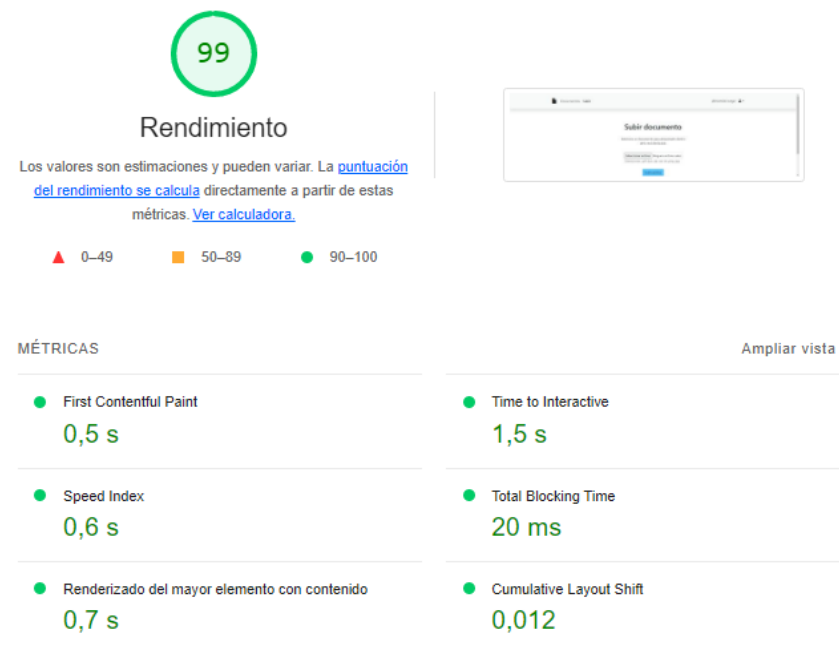 99
Rendimiento
Los valores son estimaciones y pueden variar. La puntuación
del rendimiento se calcula directamente a partir de estas
métricas. Ver calculadora.
0–49 50–89 90–100
Subir documento
MÉTRICAS Ampliar vista
First Contentful Paint
0,5 s
Time to Interactive
1,5 s
Speed Index
0,6 s
Total Blocking Time
20 ms
Renderizado del mayor elemento con contenido
0,7 s
Cumulative Layout Shift
0,012